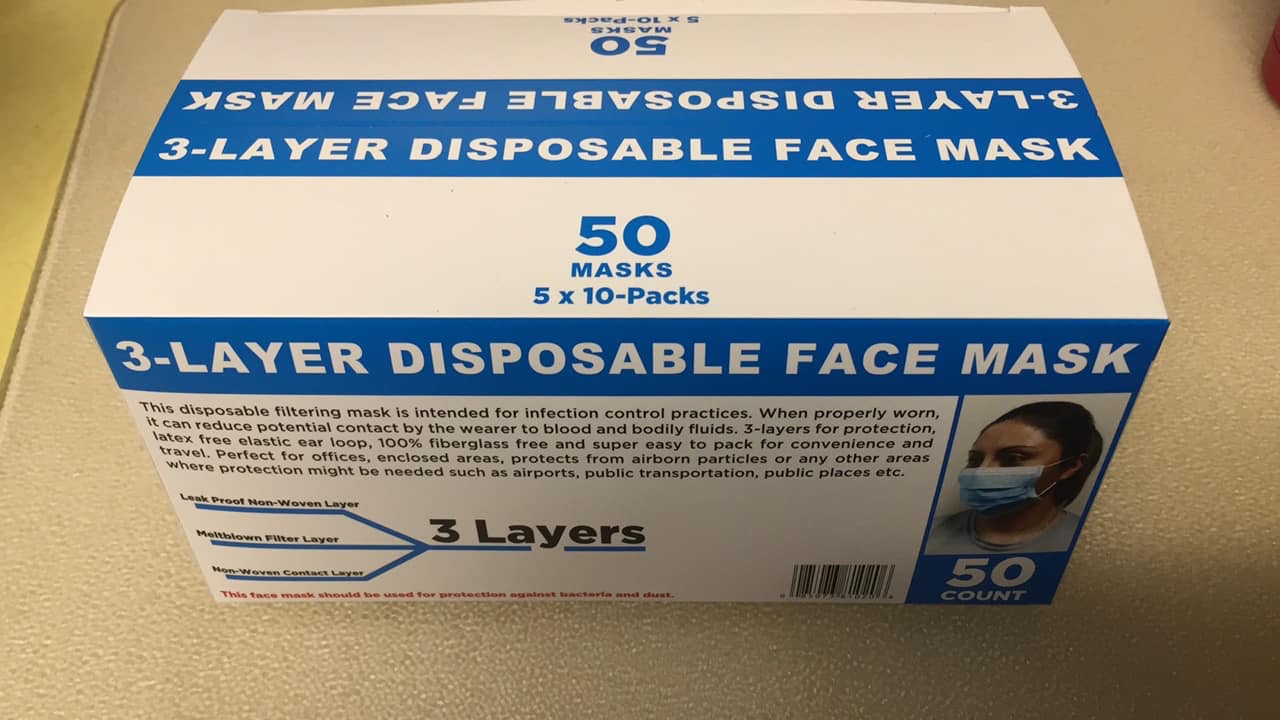 5 x 10-Packs
MASKS
50
3-LAYER DISPOSABLE FACE MASK
3-LAYER DISPOSABLE FACE MASK
50
MASKS
5 x 10-Packs
3-LAYER DISPOSABLE FACE MASK
This disposable filtering mask is intended for infection control practices. When properly worn,
it can reduce potential contact by the wearer to blood and bodily fluids. 3-layers for protection,
latex free elastic ear loop, 100% fiberglass free and super easy to pack for convenience and
travel. Perfect for offices, enclosed areas, protects from airborn particles or any other areas
where protection might be needed such as airports, public transportation, public places etc.
Leak Proof Non-Woven Layer
Meltblown Filter Layer
3 Layers
Non-Woven Contact Layer
This face mask should be used for protection against bacteria and dust.
50
COUNT